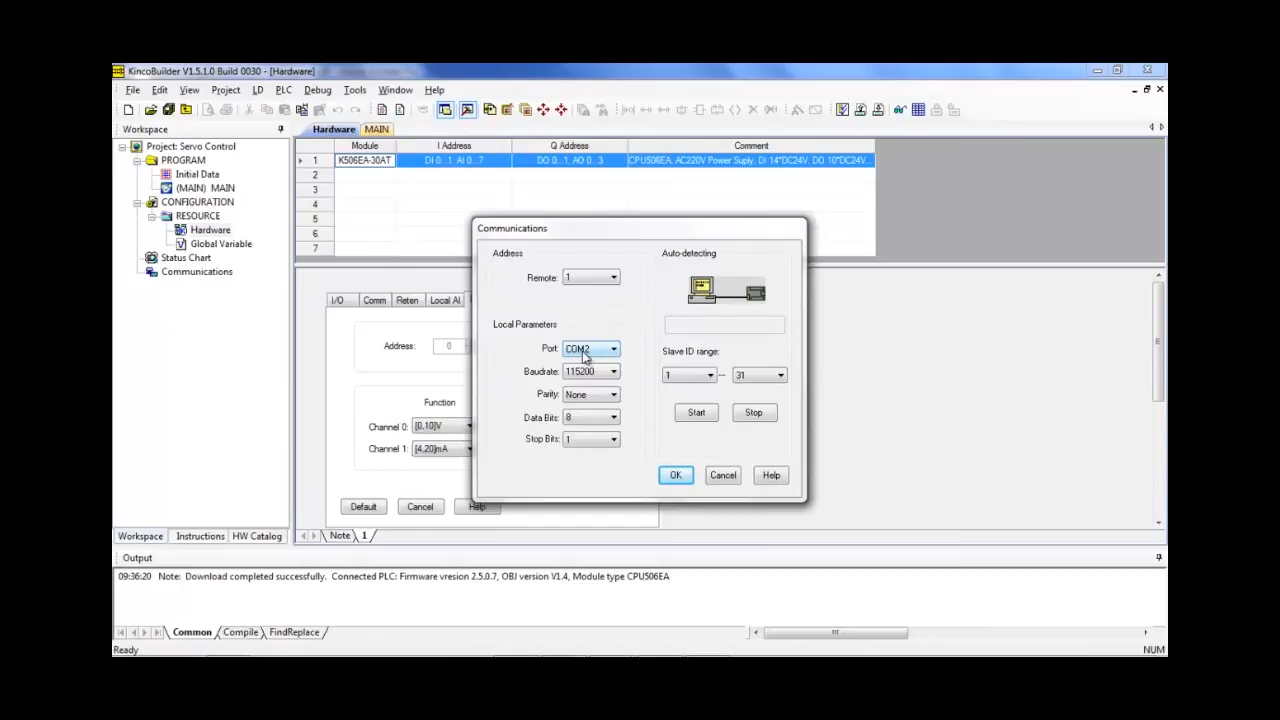 KincoBuilder V1.5.1.0 Build 0030 - [Hardware]
File Edit View Project LD PLC Debug Tools Window Help
Workspace
Hardware MAIN
Project: Servo Control
PROGRAM
Initial Data
(MAIN) MAIN
CONFIGURATION
RESOURCE
Hardware
Global Variable
Status Chart
Communications
Module I Address Q Address Comment
1 K506EA-30AT DI 0...1 AI 0...7 DO 0...1, AO 0...3 CPU506EA, AC220V Power Suply, DI 14*DC24V, DO 10*DC24V...
2
3
4
5
6
7
I/O Comm Reten Local AI
Address: 0
Function
Channel 0: [0,10]V
Channel 1: [4,20]mA
Default Cancel Help
Communications
Address
Remote: 1
Local Parameters
Port: COM2
Baudrate: 115200
Parity: None
Data Bits: 8
Stop Bits: 1
Auto-detecting
Slave ID range:
1 ... 31
Start Stop
OK Cancel Help
Workspace Instructions HW Catalog
Note 1
Output
09:36:20 Note: Download completed successfully. Connected PLC: Firmware vresion 2.5.0.7, OBJ version V1.4, Module type CPU506EA
Common Compile FindReplace
Ready NUM